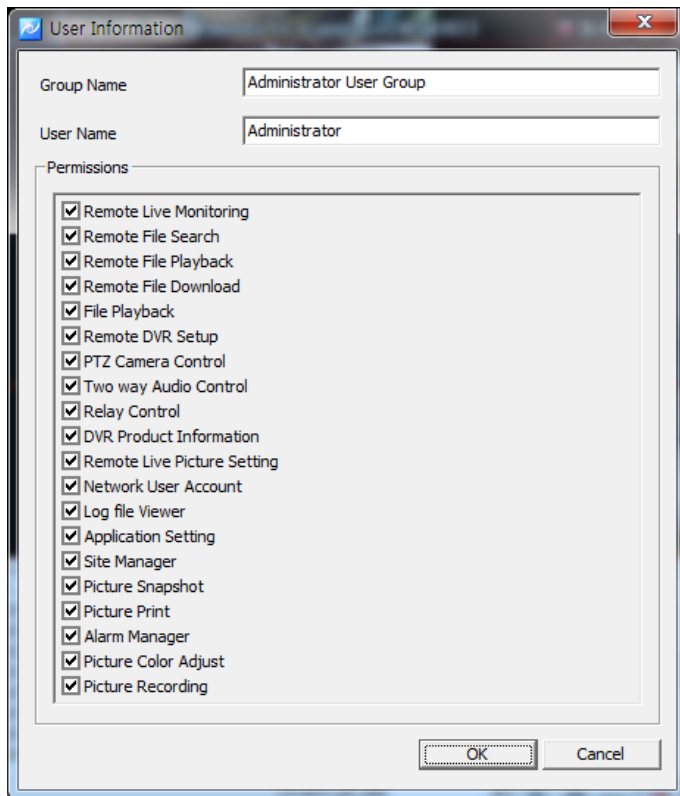 User Information
Group Name Administrator User Group
User Name Administrator
Permissions
Remote Live Monitoring
Remote File Search
Remote File Playback
Remote File Download
File Playback
Remote DVR Setup
PTZ Camera Control
Two way Audio Control
Relay Control
DVR Product Information
Remote Live Picture Setting
Network User Account
Log file Viewer
Application Setting
Site Manager
Picture Snapshot
Picture Print
Alarm Manager
Picture Color Adjust
Picture Recording
OK Cancel